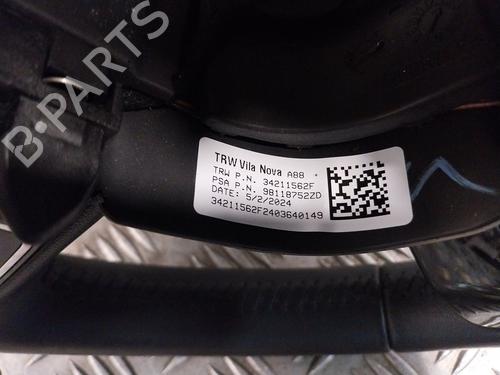 B-PARTS
TRW Vila Nova A88
TRW P.N. 34211562F
PSA P.N. 98118752ZD
DATE: 5/2/2024
34211562F2403640149